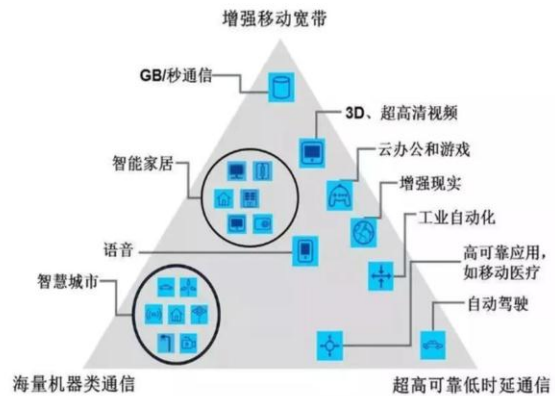 增强移动宽带
GB/秒通信
3D、超高清视频
云办公和游戏
智能家居
增强现实
工业自动化
语音
高可靠应用,
如移动医疗
智慧城市
自动驾驶
海量机器类通信
超高可靠低时延通信